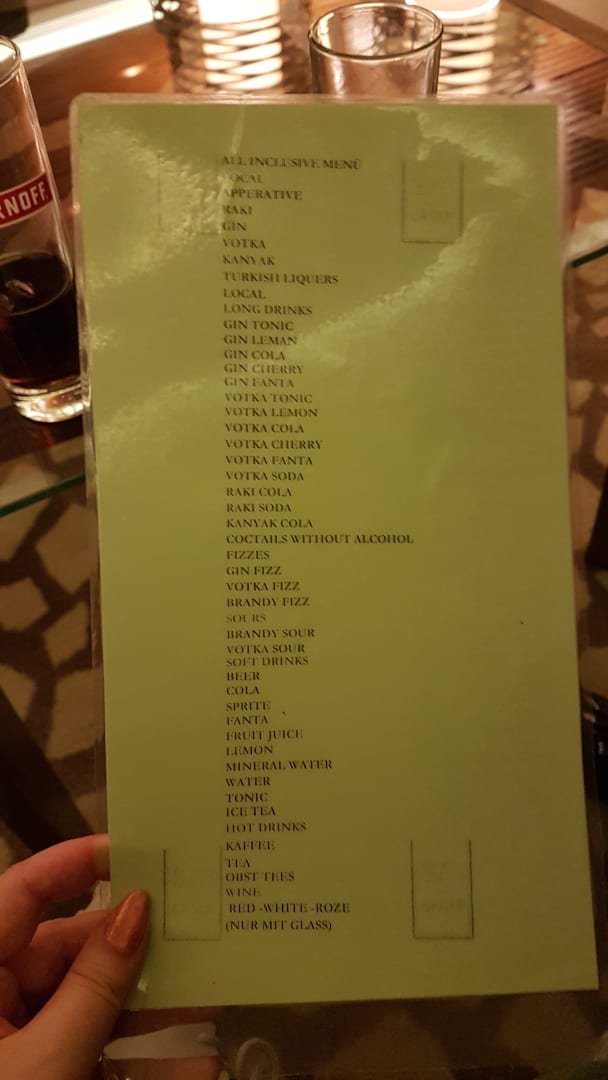 RNOFF
ALL INCLUSIVE MENÜ
LOCAL
APPERATIVE
RAKI
GIN
VOTKA
KANYAK
TURKISH LIQUERS
LOCAL
LONG DRINKS
GIN TONIC
GIN LEMAN
GIN COLA
GIN CHERRY
GIN FANTA
VOTKA TONIC
VOTKA LEMON
VOTKA COLA
VOTKA CHERRY
VOTKA FANTA
VOTKA SODA
RAKI COLA
RAKI SODA
KANYAK COLA
COCTAILS WITHOUT ALCOHOL
FIZZES
GIN FIZZ
VOTKA FIZZ
BRANDY FIZZ
SOURS
BRANDY SOUR
VOTKA SOUR
SOFT DRINKS
BEER
COLA
SPRITE
FANTA
FRUIT JUICE
LEMON
MINERAL WATER
WATER
TONIC
ICE TEA
HOT DRINKS
KAFFEE
TEA
OBST TEES
WINE
RED -WHITE -ROZE
(NUR MIT GLASS)